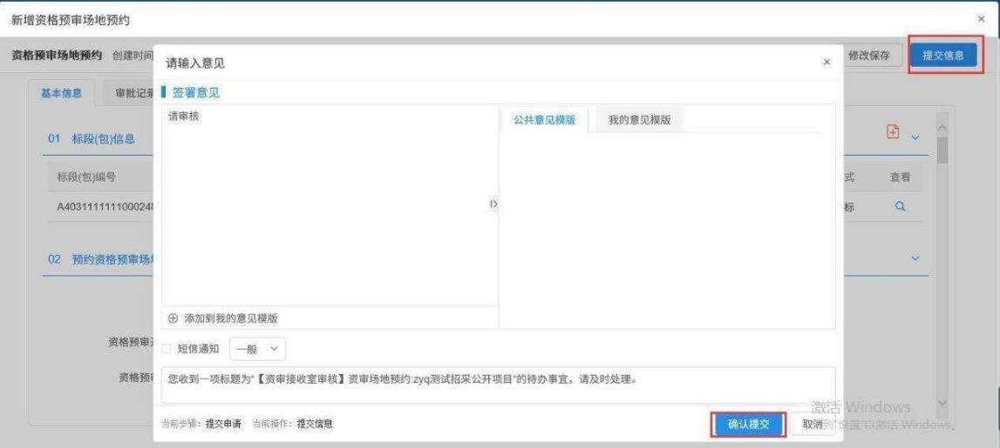 新增资格预审场地预约
资格预审场地预约 创建时间
修改保存 提交信息
请输入意见
基本信息 审批记录
签署意见
请审核
公共意见模版 我的意见模版
01 标段(包)信息
标段(包)编号
式 查看
A403111111100024
标
02 预约资格预审场
添加到我的意见模版
资格预审
短信通知 一般
资格预
您收到一项标题为“【资审接收室审核】资审场地预约:zyq测试招采公开项目”的待办事宜，请及时处理。
激活 Windows
当前步骤：提交申请 当前操作：提交信息
确认提交 取消
到"设置"以激活 Windows。